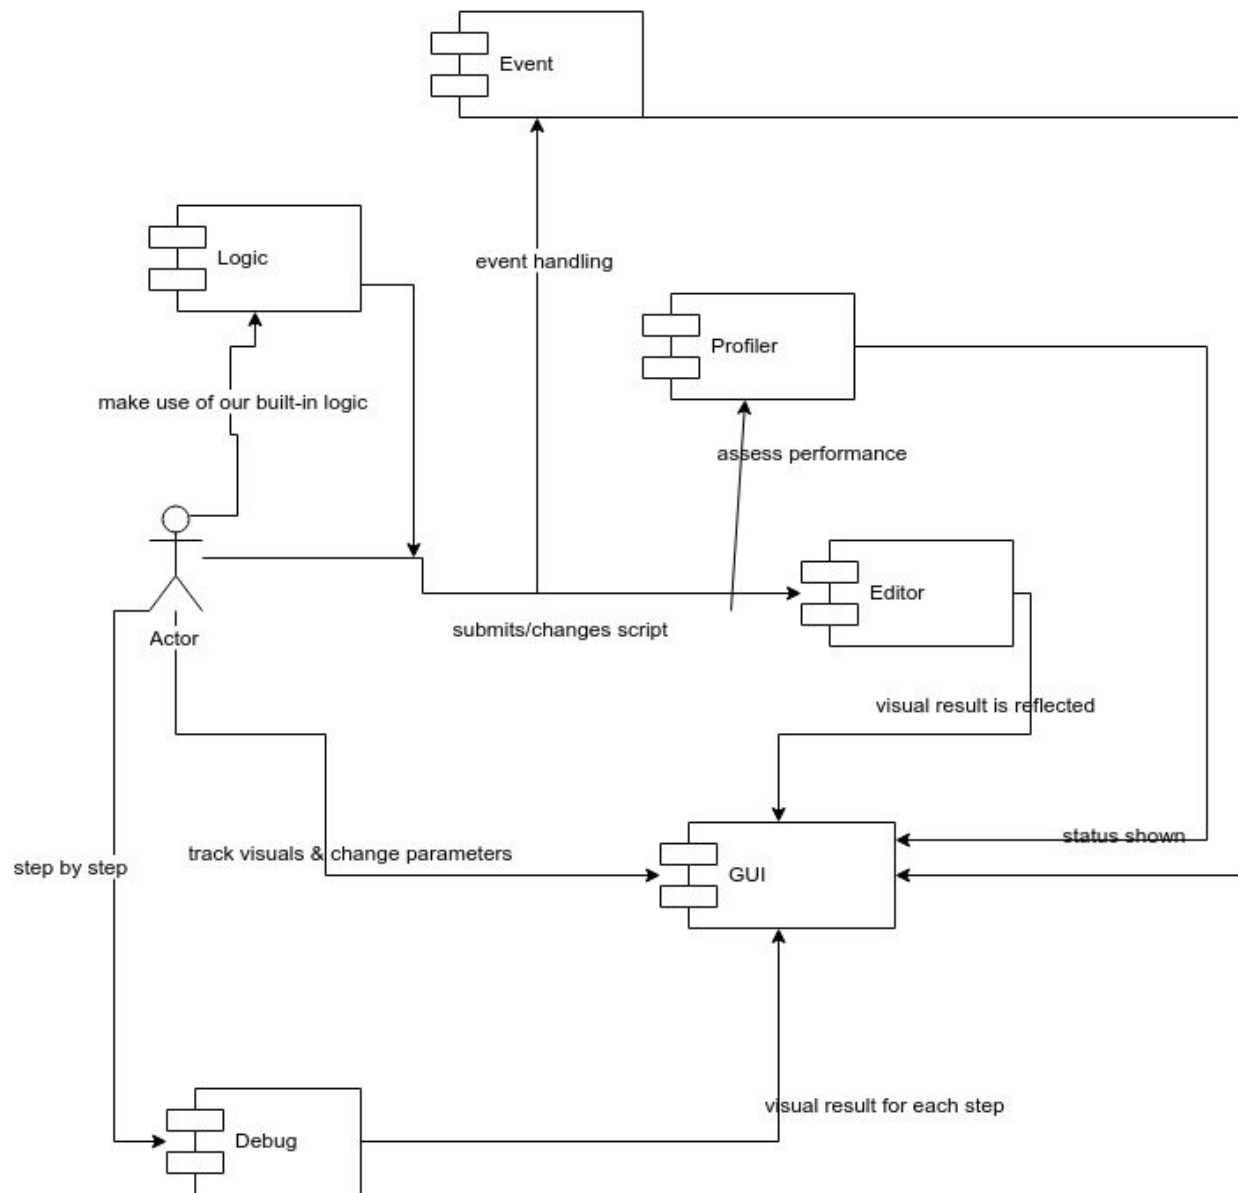 Event
Logic
event handling
Profiler
make use of our built-in logic
assess performance
Editor
submits/changes script
Actor
visual result is reflected
status shown
track visuals & change parameters
step by step
GUI
visual result for each step
Debug